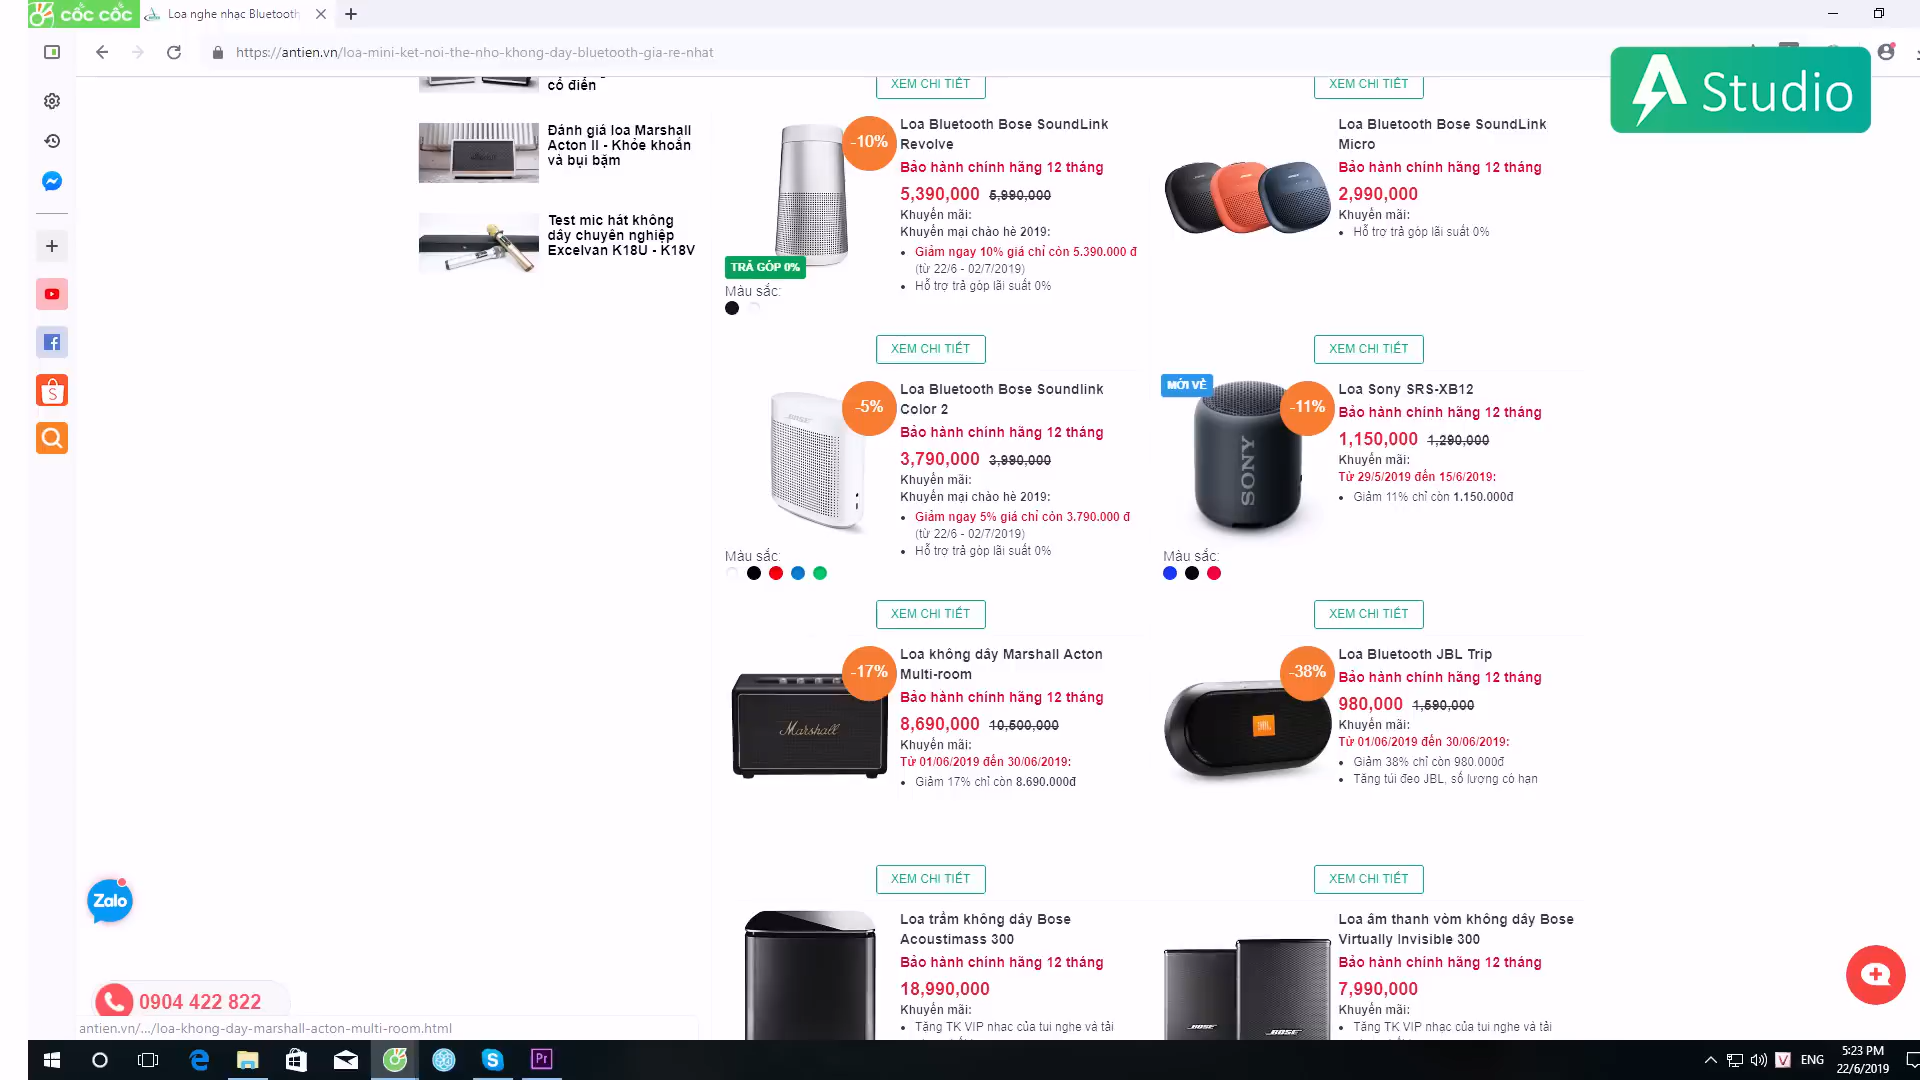 cốc cốc
Loa nghe nhạc Bluetooth
https://antien.vn/loa-mini-ket-noi-the-nho-khong-day-bluetooth-gia-re-nhat
Studio
cổ điển
Đánh giá loa Marshall
Acton II - Khỏe khoắn
và bụi bặm
Test mic hát không
dây chuyên nghiệp
Excelvan K18U - K18V
XEM CHI TIẾT
XEM CHI TIẾT
-10%
Loa Bluetooth Bose SoundLink
Revolve
Bảo hành chính hãng 12 tháng
5,390,000 5,990,000
Khuyến mãi:
Khuyến mại chào hè 2019:
Giảm ngay 10% giá chỉ còn 5.390.000 đ
(từ 22/6 - 02/7/2019)
Hỗ trợ trả góp lãi suất 0%
TRẢ GÓP 0%
Màu sắc:
XEM CHI TIẾT
Loa Bluetooth Bose SoundLink
Micro
Bảo hành chính hãng 12 tháng
2,990,000
Khuyến mãi:
Hỗ trợ trả góp lãi suất 0%
XEM CHI TIẾT
-5%
BOSE
Loa Bluetooth Bose Soundlink
Color 2
Bảo hành chính hãng 12 tháng
3,790,000 3,990,000
Khuyến mãi:
Khuyến mại chào hè 2019:
Giảm ngay 5% giá chỉ còn 3.790.000 đ
(từ 22/6 - 02/7/2019)
Hỗ trợ trả góp lãi suất 0%
Màu sắc:
XEM CHI TIẾT
MỚI VỀ
-11%
SONY
Loa Sony SRS-XB12
Bảo hành chính hãng 12 tháng
1,150,000 1,290,000
Khuyến mãi:
Từ 29/5/2019 đến 15/6/2019:
Giảm 11% chỉ còn 1.150.000đ
Màu sắc:
XEM CHI TIẾT
-17%
Marshall
Loa không dây Marshall Acton
Multi-room
Bảo hành chính hãng 12 tháng
8,690,000 10,500,000
Khuyến mãi:
Từ 01/06/2019 đến 30/06/2019:
Giảm 17% chỉ còn 8.690.000đ
XEM CHI TIẾT
-38%
JBL
Loa Bluetooth JBL Trip
Bảo hành chính hãng 12 tháng
980,000 1,590,000
Khuyến mãi:
Từ 01/06/2019 đến 30/06/2019:
Giảm 38% chỉ còn 980.000đ
Tặng túi đeo JBL, số lượng có hạn
XEM CHI TIẾT
Loa trầm không dây Bose
Acoustimass 300
Bảo hành chính hãng 12 tháng
18,990,000
Khuyến mãi:
Tặng TK VIP nhac của tui nghe và tải
BOSE
BOSE
Loa âm thanh vòm không dây Bose
Virtually Invisible 300
Bảo hành chính hãng 12 tháng
7,990,000
Khuyến mãi:
Tặng TK VIP nhac của tui nghe và tải
Zalo
0904 422 822
antien.vn/.../loa-khong-day-marshall-acton-multi-room.html
Pr
V
ENG
5:23 PM
22/6/2019